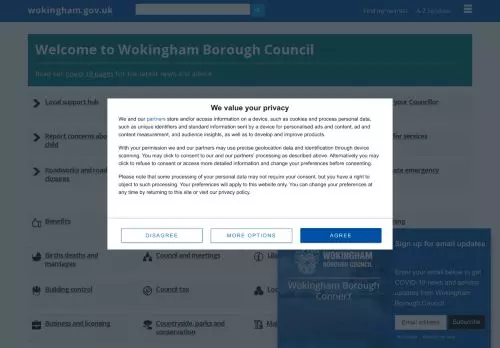 wokingham.gov.uk
Find my nearest
A-Z Services
Welcome to Wokingham Borough Council
Read our Covid-19 pages for the latest news and advice
Local support hub
your Councillor
Report concerns about
child
for services
Roadworks and road
closures
emergency
We value your privacy
We and our partners store and/or access information on a device, such as cookies and process personal data,
such as unique identifiers and standard information sent by a device for personalised ads and content, ad and
content measurement, and audience insights, as well as to develop and improve products.
With your permission we and our partners may use precise geolocation data and identification through device
scanning. You may click to consent to our and our partners' processing as described above. Alternatively you may
click to refuse to consent or access more detailed information and change your preferences before consenting.
Please note that some processing of your personal data may not require your consent, but you have a right to
object to such processing. Your preferences will apply to this website only. You can change your preferences at
any time by returning to this site or visit our privacy policy.
DISAGREE
MORE OPTIONS
AGREE
Benefits
Births deaths and
marriages
Council and meetings
Building control
Council tax
Business and licensing
Countryside, parks and
conservation
WOKINGHAM
BOROUGH COUNCIL
Wokingham Borough
Connect
Sign up for email updates
Enter your email below to get
COVID-19 news and service
updates from Wokingham
Borough Council
Email address
Subscribe